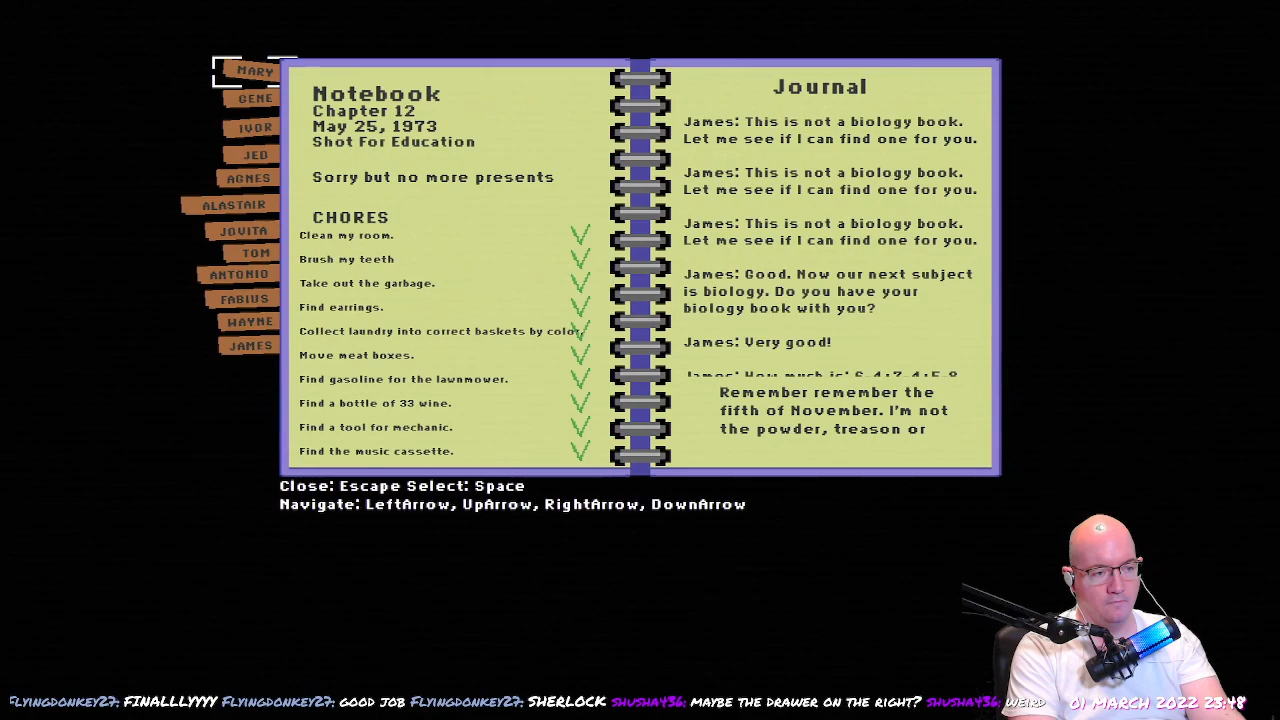 MARY
GENE
IVOR
JED
AGNES
ALASTAIR
JOVITA
TOM
ANTONIO
FABIUS
WAYNE
JAMES
Notebook
Chapter 12
May 25, 1973
Shot For Education
Sorry but no more presents
CHORES
Clean my room.
Brush my teeth
Take out the garbage.
Find earrings.
Collect laundry into correct baskets by color.
Move meat boxes.
Find gasoline for the lawnmower.
Find a bottle of 33 wine.
Find a tool for mechanic.
Find the music cassette.
Journal
James: This is not a biology book.
Let me see if I can find one for you.
James: This is not a biology book.
Let me see if I can find one for you.
James: This is not a biology book.
Let me see if I can find one for you.
James: Good. Now our next subject
is biology. Do you have your
biology book with you?
James: Very good!
James: How much is:
Remember remember the
fifth of November. I'm not
the powder, treason or
Close: Escape Select: Space
Navigate: LeftArrow, UpArrow, RightArrow, DownArrow
FLYINGDONKEY27: FINALLLYYYY FLYINGDONKEY27: GOOD JOB FLYINGDONKEY27: SHERLOCK SHUSHA436: MAYBE THE DRAWER ON THE RIGHT? SHUSHA436: WEIRD 01 MARCH 2022 23:48